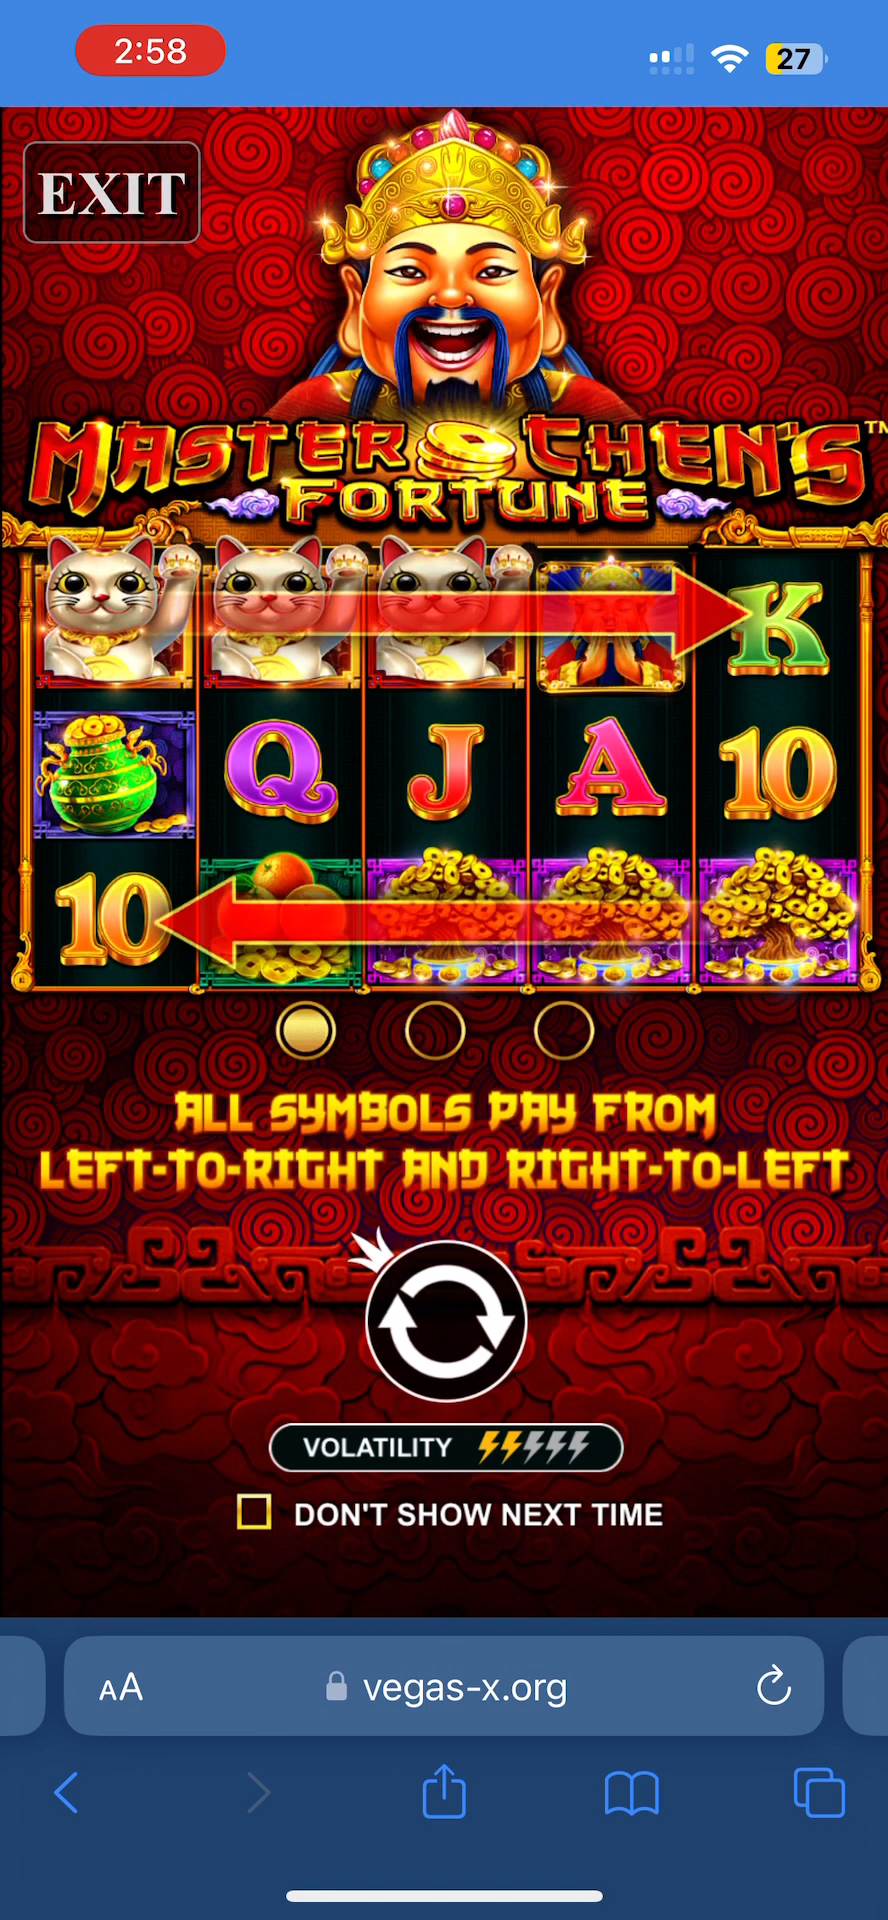 2:58
27
EXIT
MASTER CHEN'S™
FORTUNE
K
Q J A 10
10
ALL SYMBOLS PAY FROM
LEFT-TO-RIGHT AND RIGHT-TO-LEFT
VOLATILITY
DON'T SHOW NEXT TIME
AA vegas-x.org